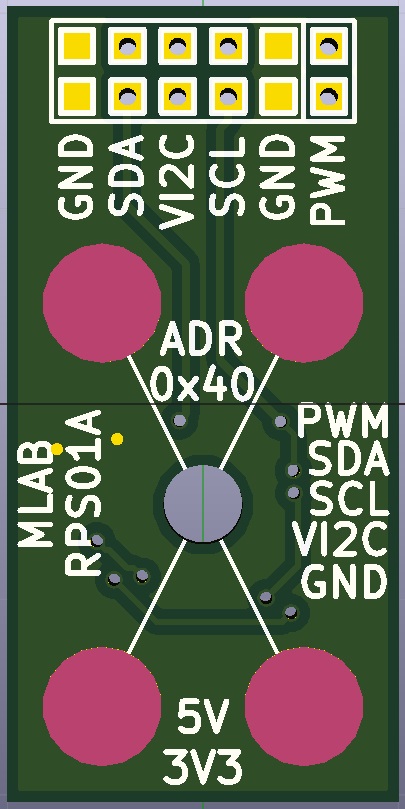 GND SDA VI2C SCL GND PWM
ADR
0x40
MLAB
RPS01A
PWM
SDA
SCL
VI2C
GND
5V
3V3